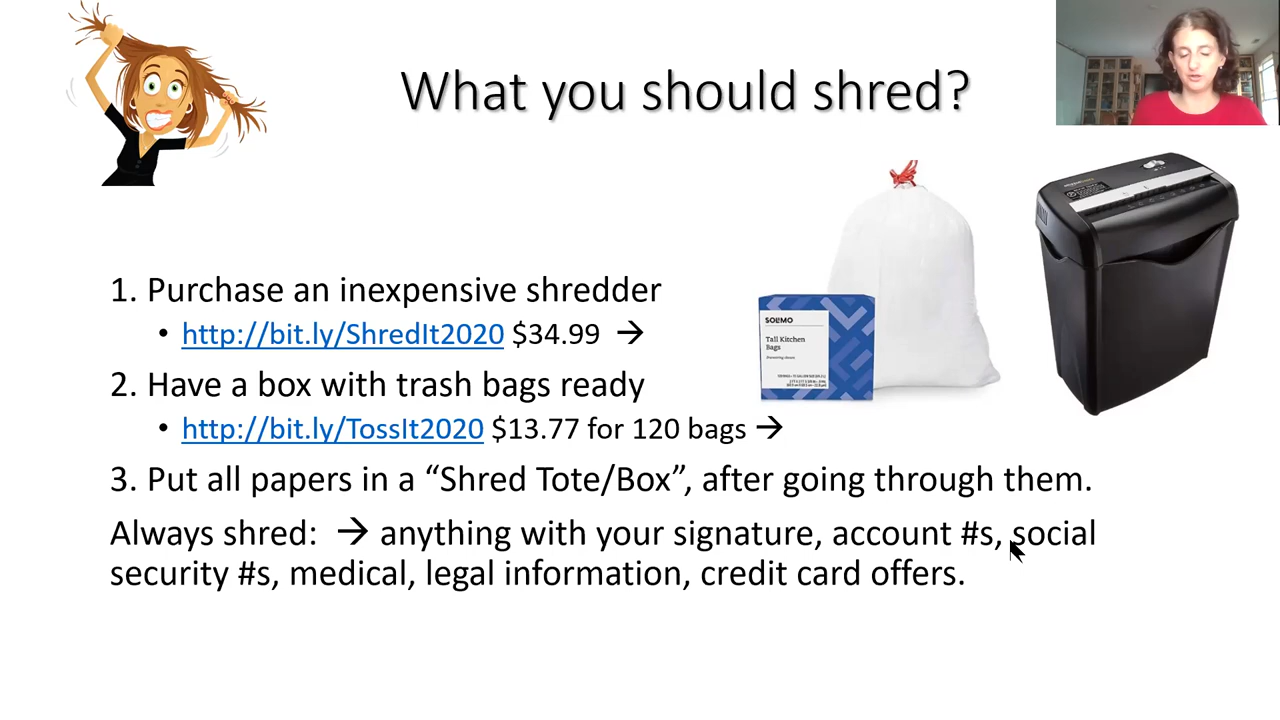 What you should shred?
1. Purchase an inexpensive shredder
• http://bit.ly/ShredIt2020 $34.99 →
2. Have a box with trash bags ready
• http://bit.ly/TossIt2020 $13.77 for 120 bags →
3. Put all papers in a “Shred Tote/Box”, after going through them.
Always shred: → anything with your signature, account #s, social
security #s, medical, legal information, credit card offers.
SOLIMO
Tall Kitchen
Bags